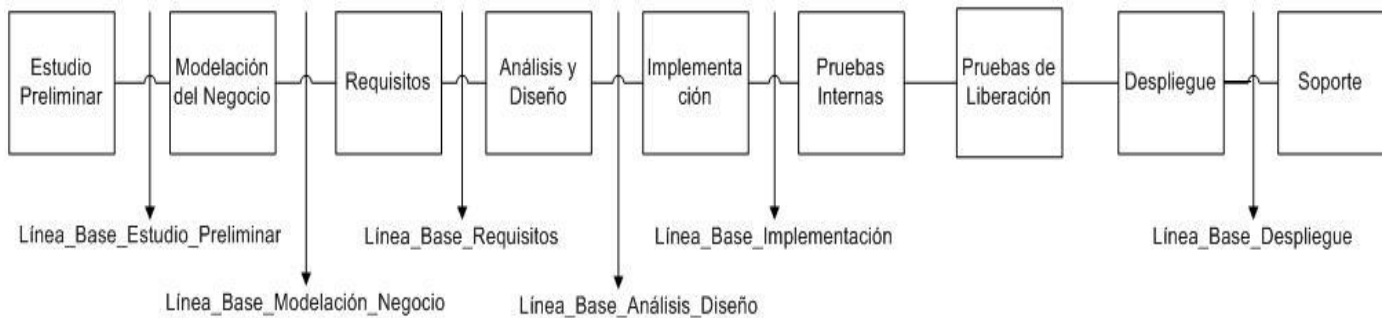 Estudio
Preliminar
Modelación
del Negocio
Requisitos
Análisis y
Diseño
Implementa
ción
Pruebas
Internas
Pruebas de
Liberación
Despliegue
Soporte
Línea_Base_Estudio_Preliminar
Línea_Base_Requisitos
Línea_Base_Implementación
Línea_Base_Despliegue
Línea_Base_Modelación_Negocio
Línea_Base_Análisis_Diseño